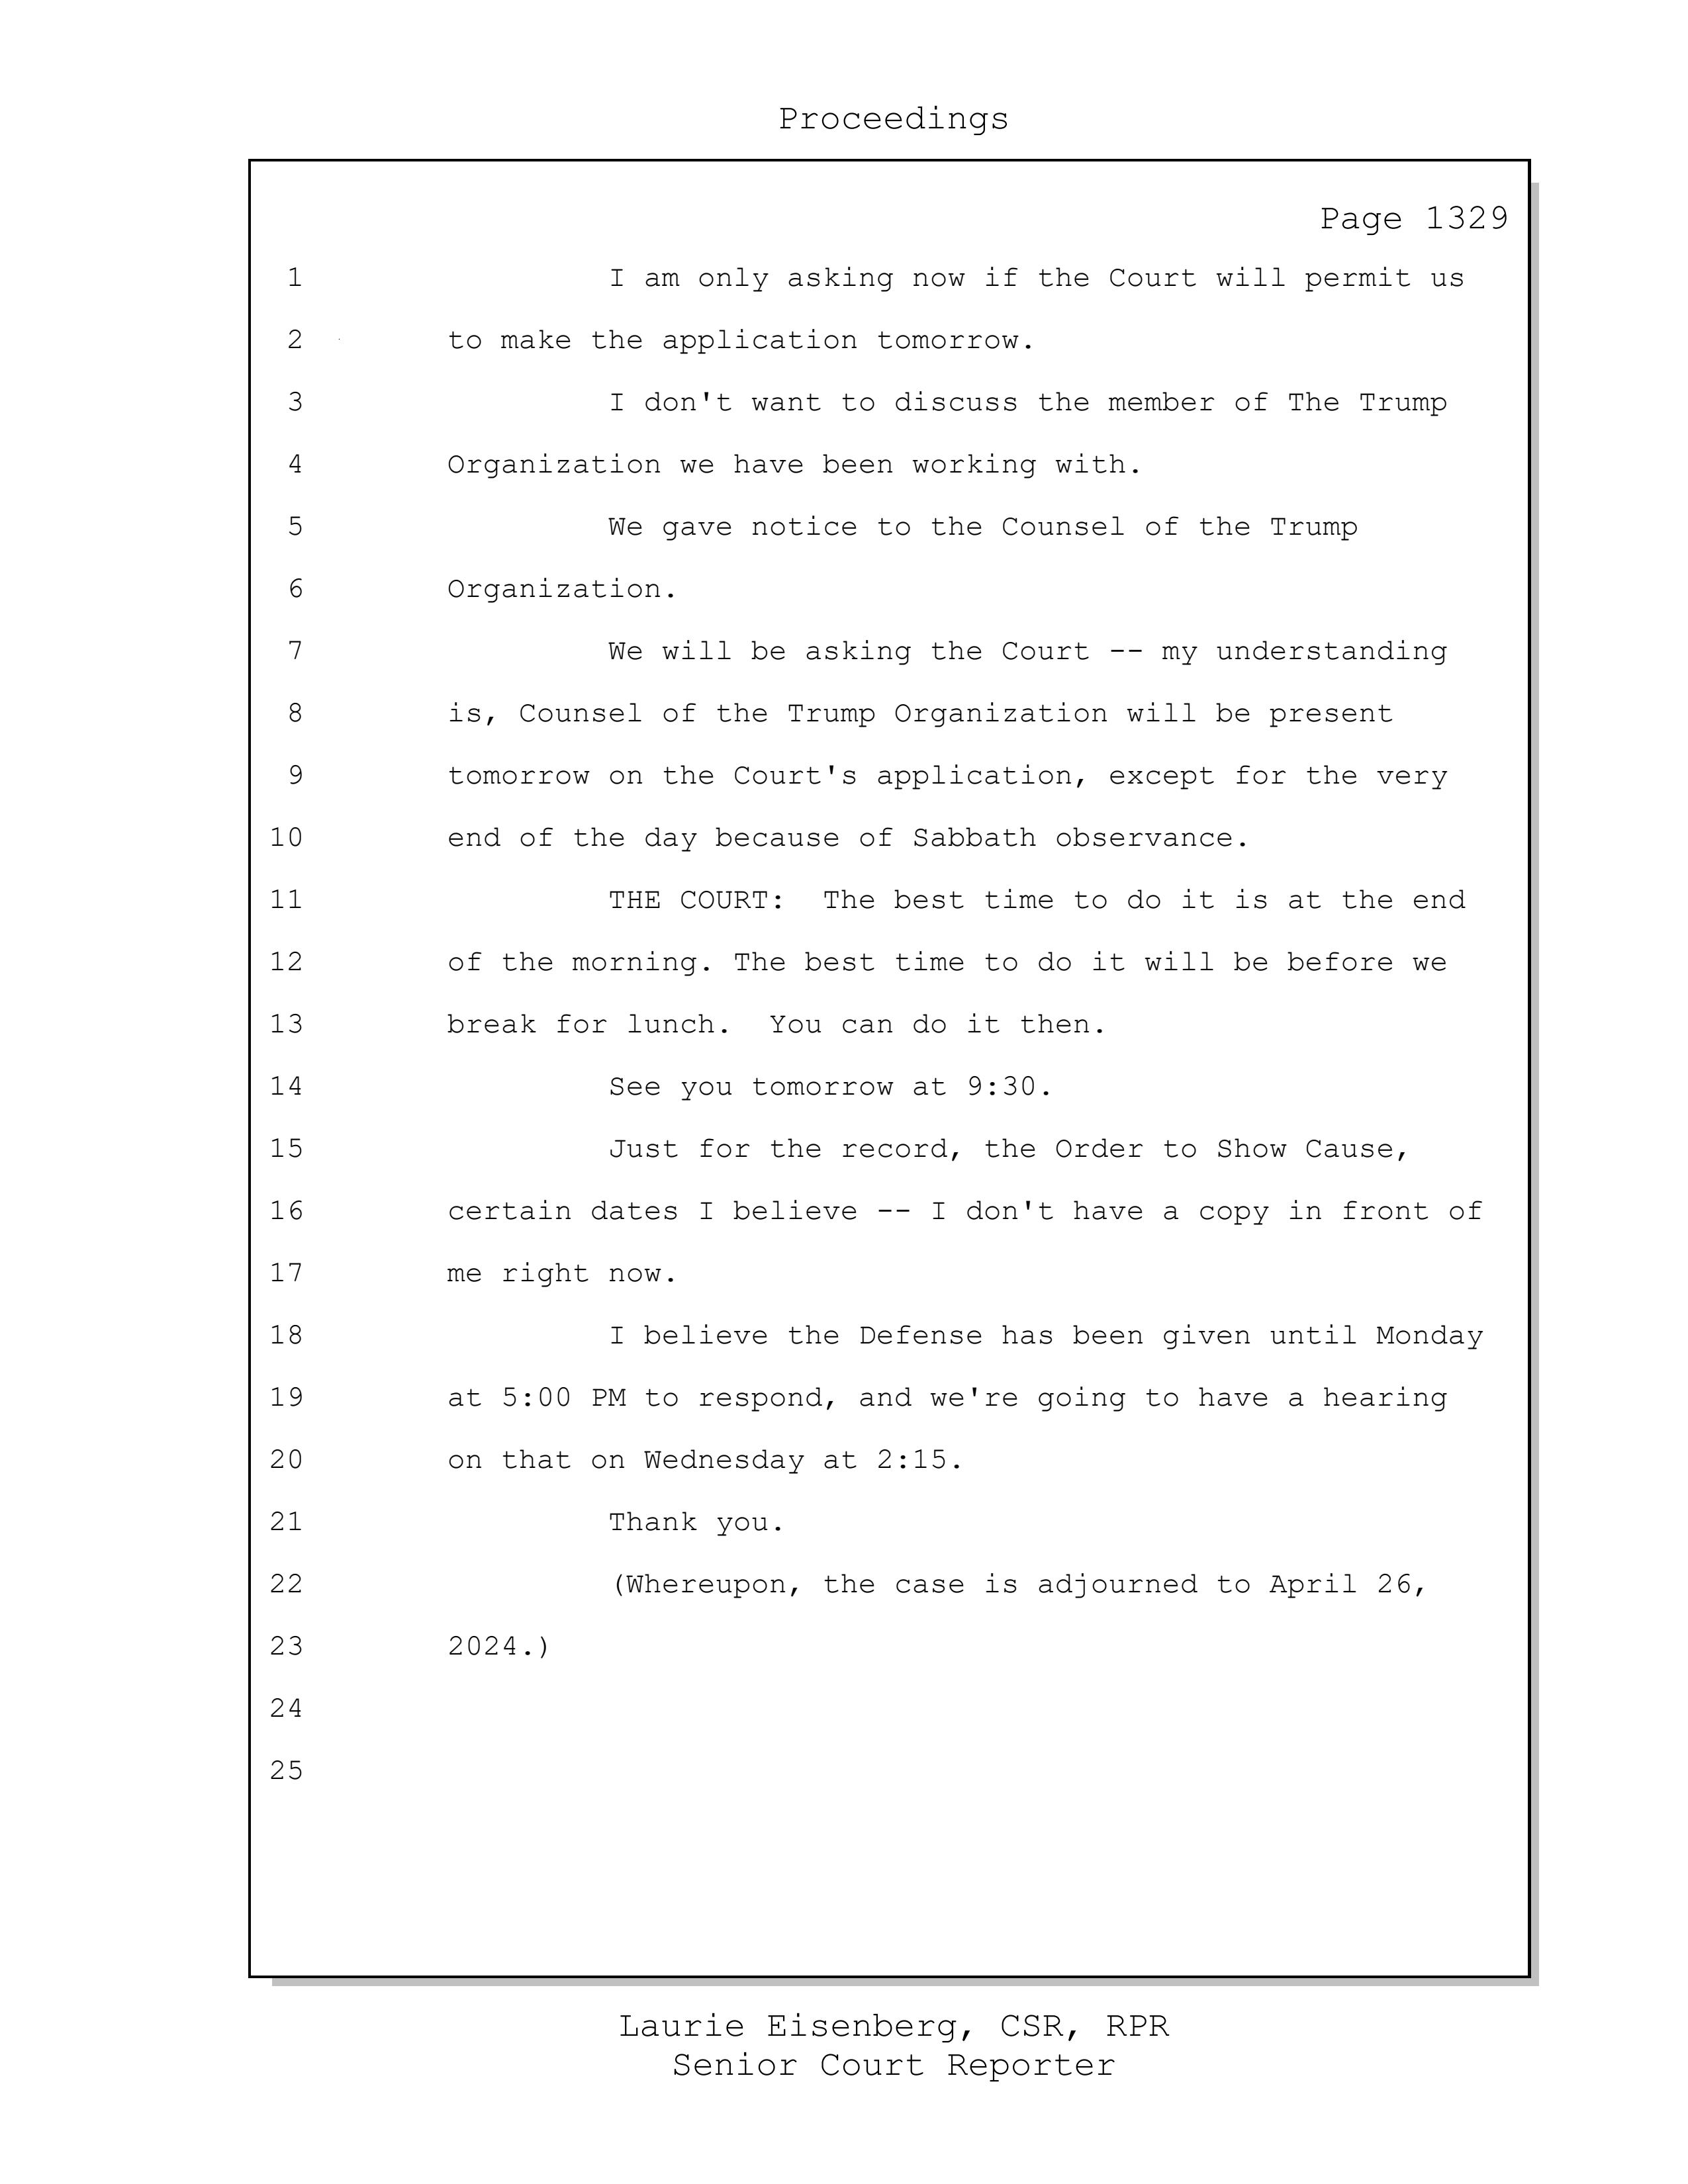 Proceedings
Page 1329
1 I am only asking now if the Court will permit us
2 to make the application tomorrow.
3 I don't want to discuss the member of The Trump
4 Organization we have been working with.
5 We gave notice to the Counsel of the Trump
6 Organization.
7 We will be asking the Court -- my understanding
8 is, Counsel of the Trump Organization will be present
9 tomorrow on the Court's application, except for the very
10 end of the day because of Sabbath observance.
11 THE COURT:  The best time to do it is at the end
12 of the morning. The best time to do it will be before we
13 break for lunch.  You can do it then.
14 See you tomorrow at 9:30.
15 Just for the record, the Order to Show Cause,
16 certain dates I believe -- I don't have a copy in front of
17 me right now.
18 I believe the Defense has been given until Monday
19 at 5:00 PM to respond, and we're going to have a hearing
20 on that on Wednesday at 2:15.
21 Thank you.
22 (Whereupon, the case is adjourned to April 26,
23 2024.)
24
25
Laurie Eisenberg, CSR, RPR
Senior Court Reporter